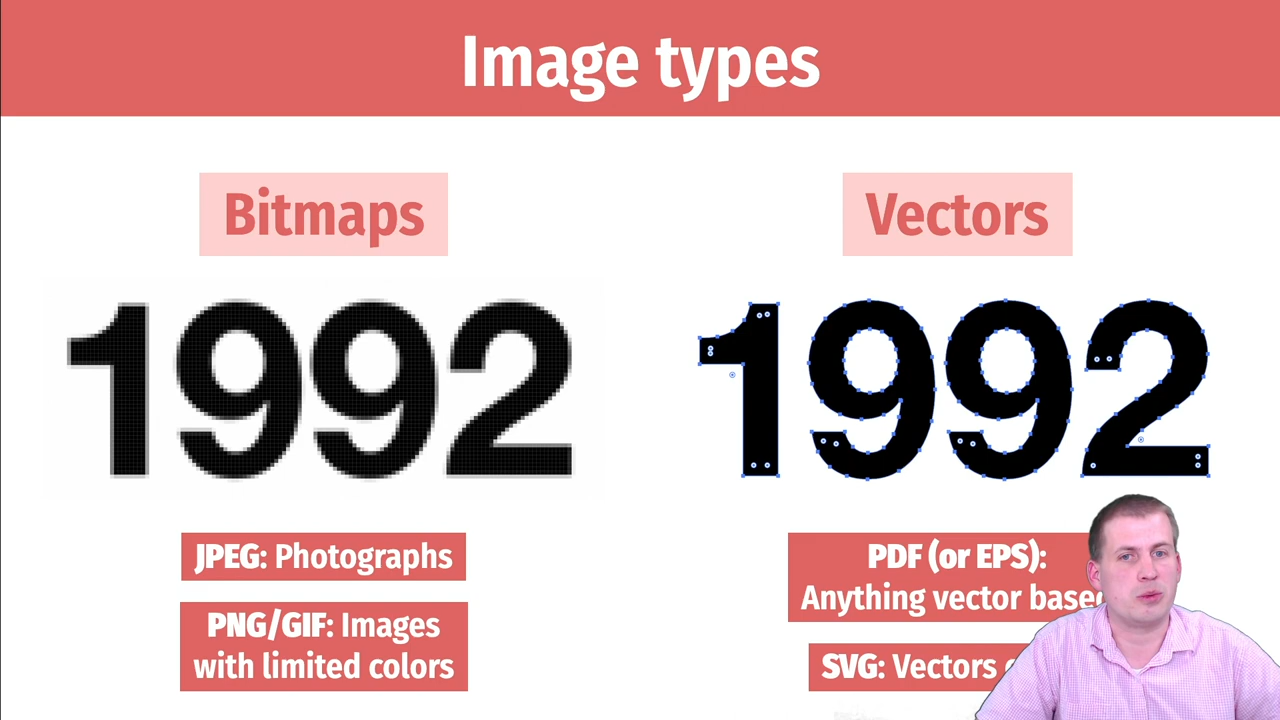 Image types
Bitmaps
1992
JPEG: Photographs
PNG/GIF: Images
with limited colors
Vectors
1992
PDF (or EPS):
Anything vector based
SVG: Vectors